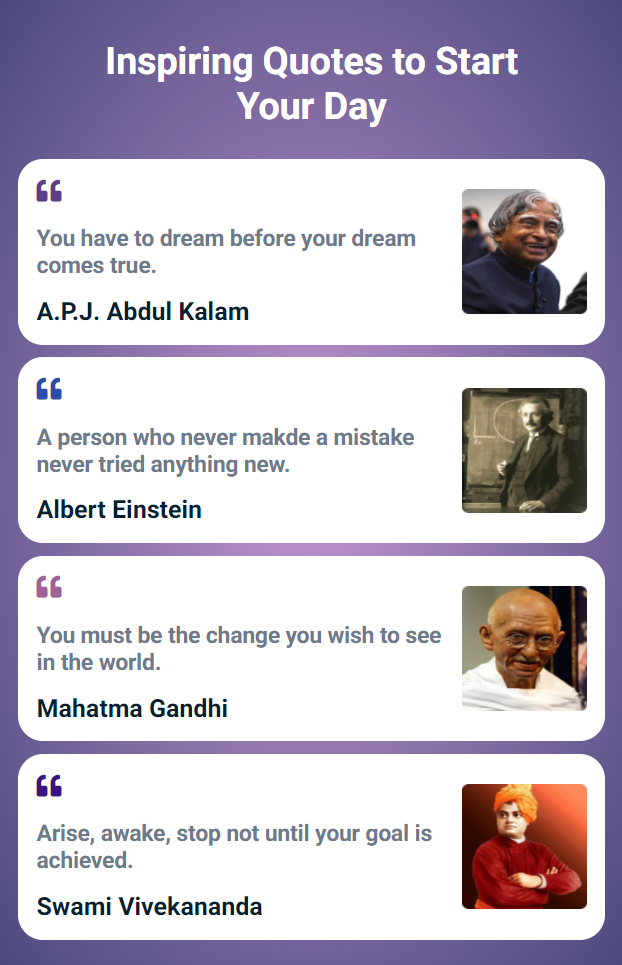 Inspiring Quotes to Start
Your Day
You have to dream before your dream
comes true.
A.P.J. Abdul Kalam
A person who never makde a mistake
never tried anything new.
Albert Einstein
You must be the change you wish to see
in the world.
Mahatma Gandhi
Arise, awake, stop not until your goal is
achieved.
Swami Vivekananda